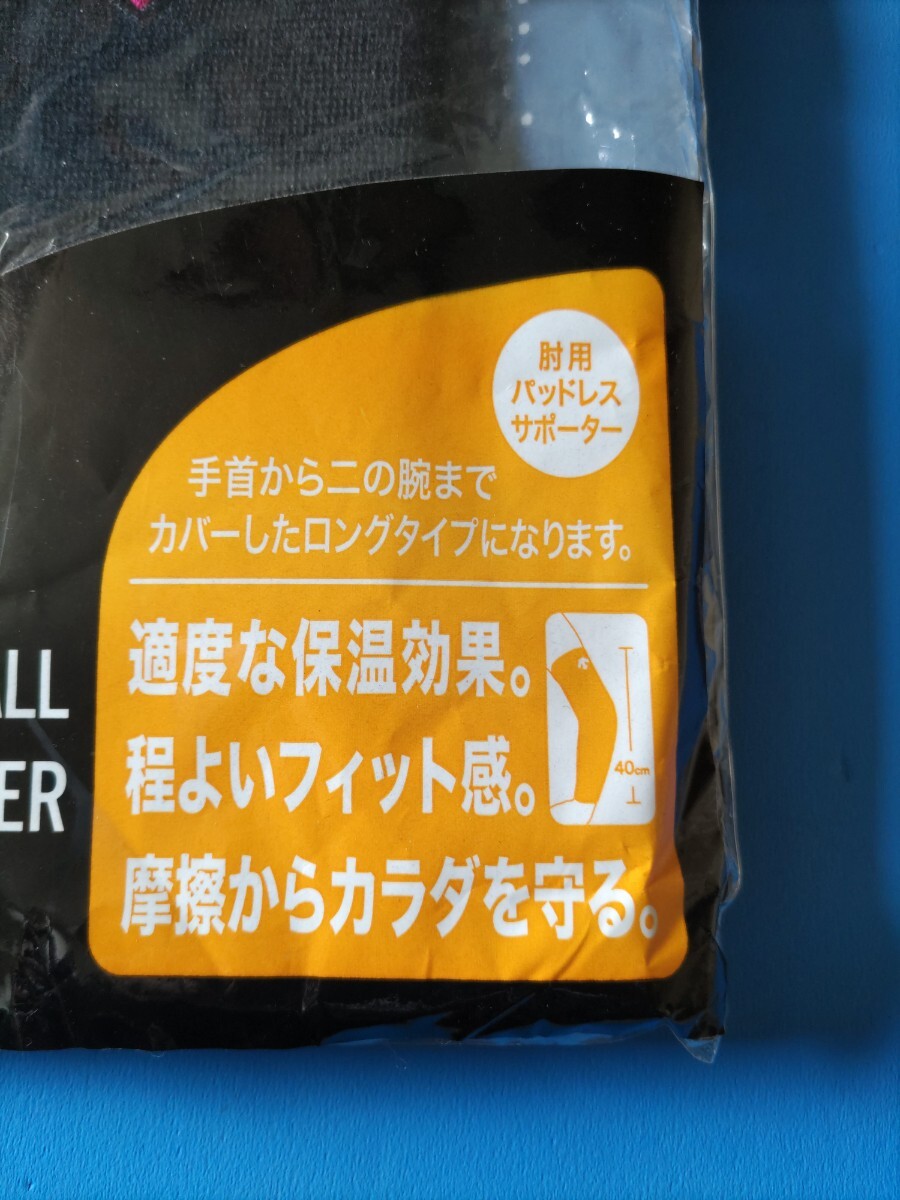 肘用
パッドレス
サポーター
手首から二の腕まで
カバーしたロングタイプになります。
適度な保温効果。
程よいフィット感。
摩擦からカラダを守る。
40cm
ALL
ER